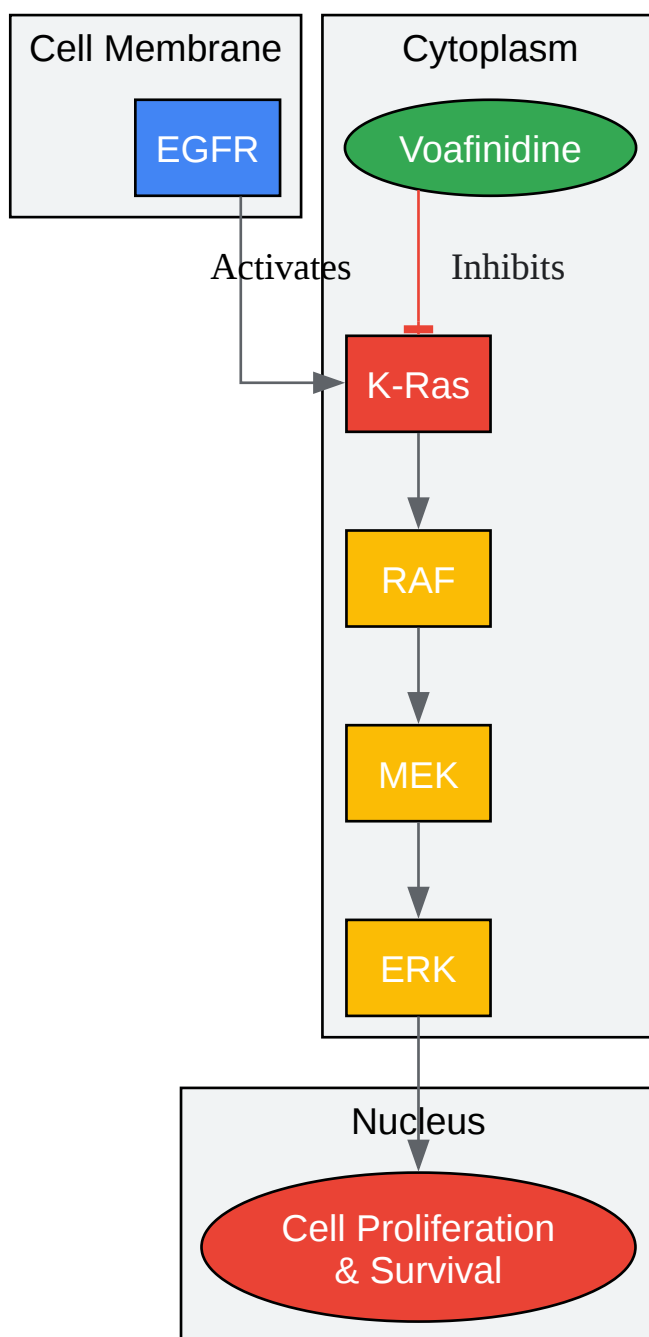 Cell Membrane
Cytoplasm
EGFR
Voafinidine
Activates
Inhibits
K-Ras
RAF
MEK
ERK
Nucleus
Cell Proliferation
& Survival